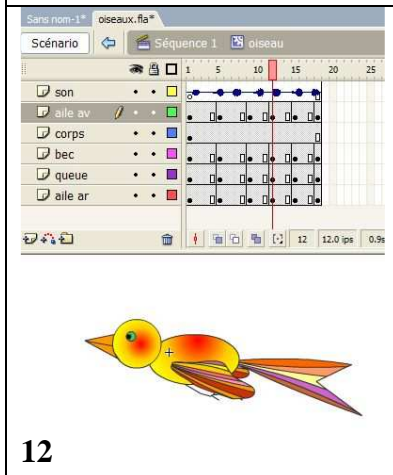 Sans nom-1* oiseaux.fla*
Scénario Séquence 1 oiseau
1 5 10 15 20 25
son
aile av
corps
bec
queue
aile ar
12 12.0 ips 0.9s
12